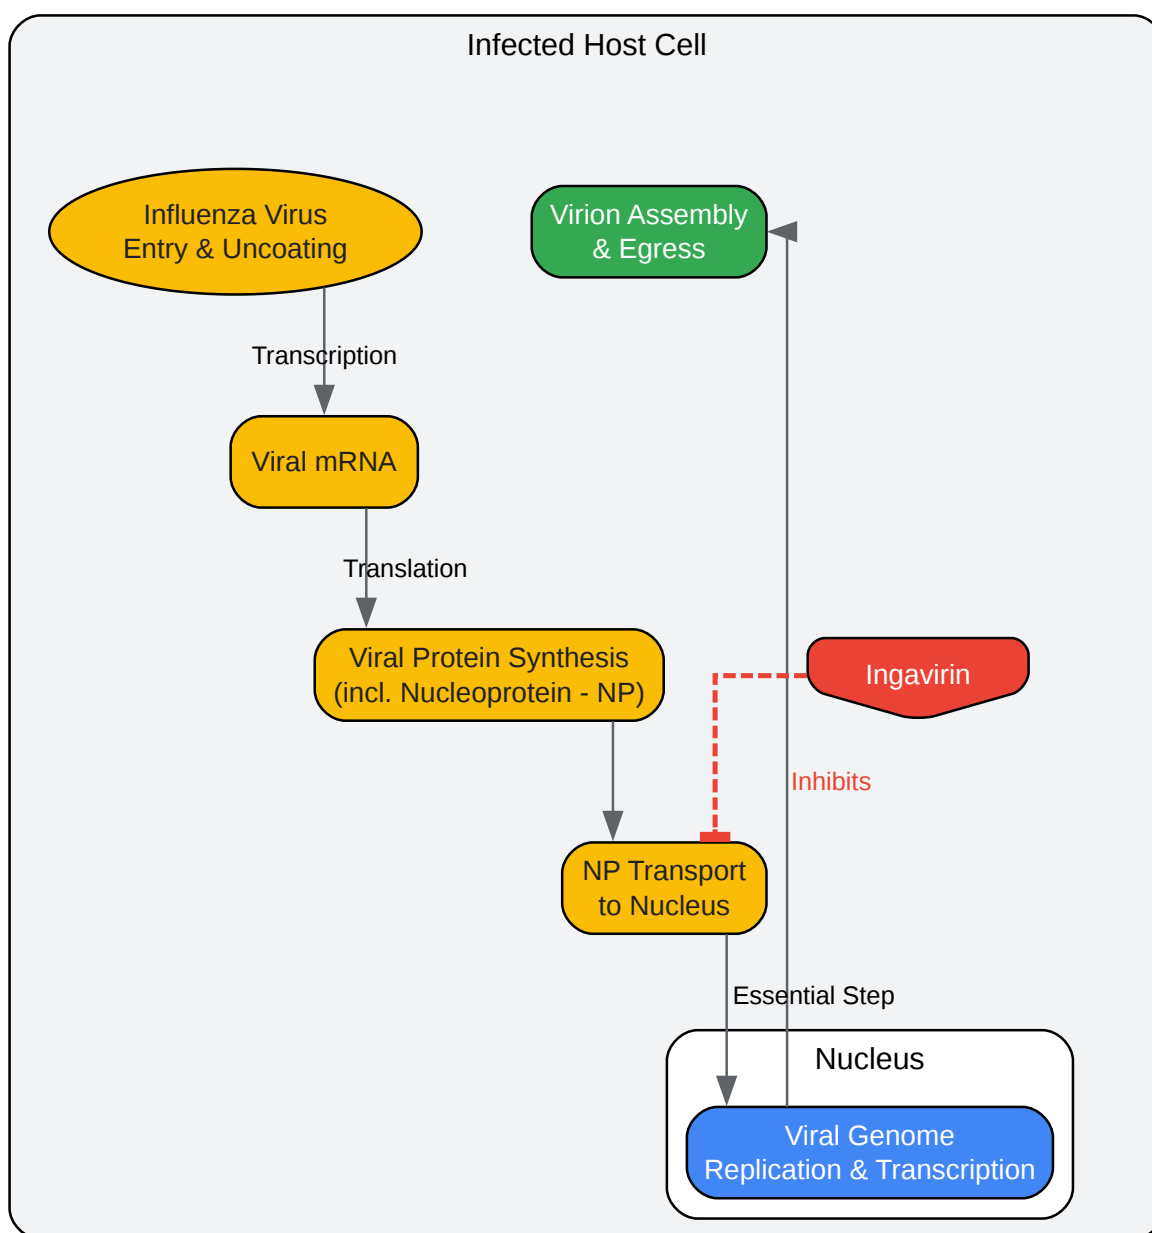 Infected Host Cell
Influenza Virus
Entry & Uncoating
Virion Assembly
& Egress
Transcription
Viral mRNA
Translation
Viral Protein Synthesis
(incl. Nucleoprotein - NP)
Ingavirin
Inhibits
NP Transport
to Nucleus
Essential Step
Nucleus
Viral Genome
Replication & Transcription